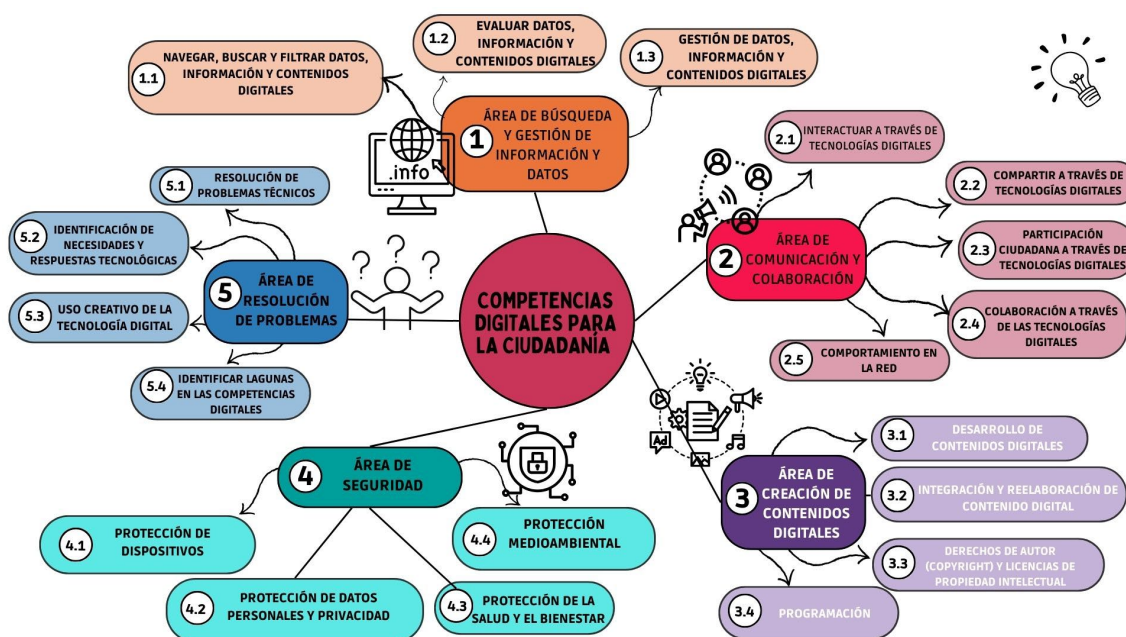 COMPETENCIAS
DIGITALES PARA
LA CIUDADANÍA
1
ÁREA DE BÚSQUEDA
Y GESTIÓN DE
INFORMACIÓN Y
DATOS
.info
1.1
NAVEGAR, BUSCAR Y FILTRAR DATOS,
INFORMACIÓN Y CONTENIDOS
DIGITALES
1.2
EVALUAR DATOS,
INFORMACIÓN Y
CONTENIDOS DIGITALES
1.3
GESTIÓN DE DATOS,
INFORMACIÓN Y
CONTENIDOS DIGITALES
2
ÁREA DE
COMUNICACIÓN Y
COLABORACIÓN
2.1
INTERACTUAR A TRAVÉS DE
TECNOLOGÍAS DIGITALES
2.2
COMPARTIR A TRAVÉS DE
TECNOLOGÍAS DIGITALES
2.3
PARTICIPACIÓN
CIUDADANA A TRAVÉS DE
TECNOLOGÍAS DIGITALES
2.4
COLABORACIÓN A TRAVÉS
DE LAS TECNOLOGÍAS
DIGITALES
2.5
COMPORTAMIENTO EN
LA RED
3
ÁREA DE
CREACIÓN DE
CONTENIDOS
DIGITALES
Ad
3.1
DESARROLLO DE
CONTENIDOS DIGITALES
3.2
INTEGRACIÓN Y REELABORACIÓN DE
CONTENIDO DIGITAL
3.3
DERECHOS DE AUTOR
(COPYRIGHT) Y LICENCIAS DE
PROPIEDAD INTELECTUAL
3.4
PROGRAMACIÓN
4
ÁREA DE
SEGURIDAD
4.1
PROTECCIÓN DE
DISPOSITIVOS
4.2
PROTECCIÓN DE DATOS
PERSONALES Y PRIVACIDAD
4.3
PROTECCIÓN DE LA
SALUD Y EL BIENESTAR
4.4
PROTECCIÓN
MEDIOAMBIENTAL
5
ÁREA DE
RESOLUCIÓN
DE PROBLEMAS
? ? ?
5.1
RESOLUCIÓN DE
PROBLEMAS TÉCNICOS
5.2
IDENTIFICACIÓN DE
NECESIDADES Y
RESPUESTAS TECNOLÓGICAS
5.3
USO CREATIVO DE LA
TECNOLOGÍA DIGITAL
5.4
IDENTIFICAR LAGUNAS
EN LAS COMPETENCIAS
DIGITALES